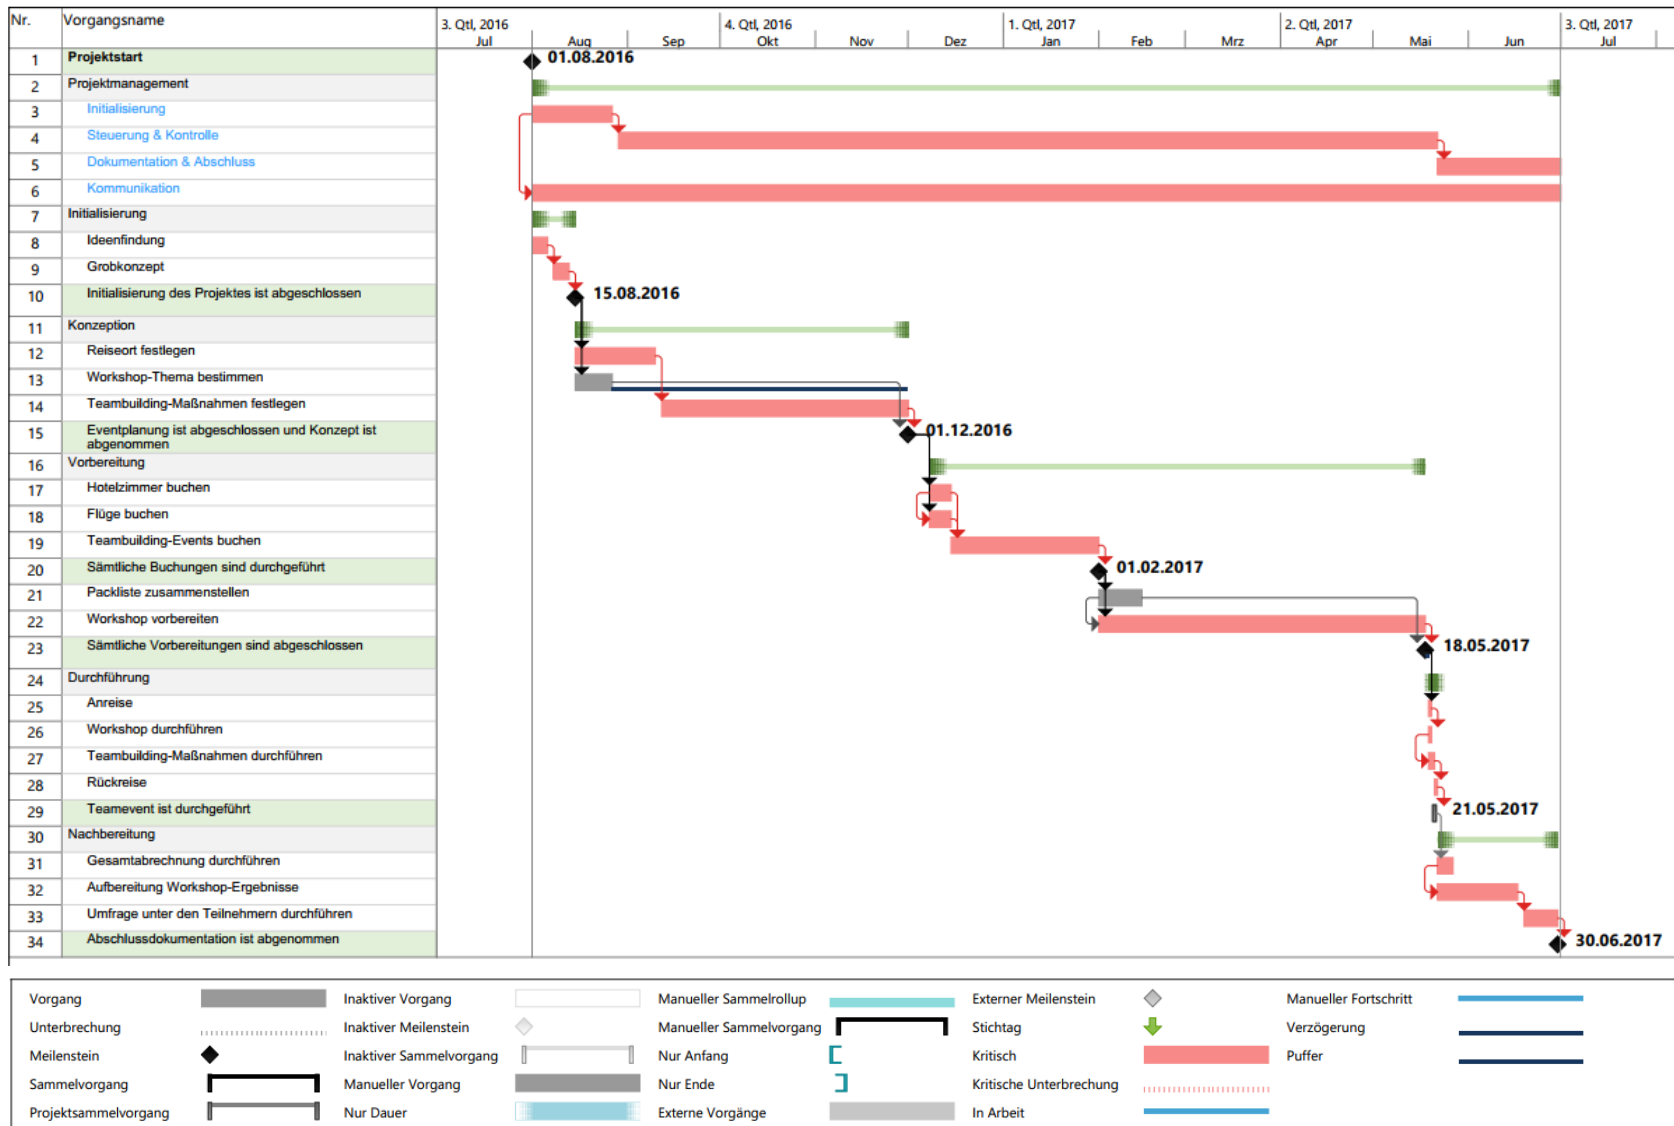 Nr. Vorgangsname 3. Qtl, 2016 4. Qtl, 2016 1. Qtl, 2017 2. Qtl, 2017 3. Qtl, 2017
Jul Aug Sep Okt Nov Dez Jan Feb Mrz Apr Mai Jun Jul
1 Projektstart 01.08.2016
2 Projektmanagement
3 Initialisierung
4 Steuerung & Kontrolle
5 Dokumentation & Abschluss
6 Kommunikation
7 Initialisierung
8 Ideenfindung
9 Grobkonzept
10 Initialisierung des Projektes ist abgeschlossen 15.08.2016
11 Konzeption
12 Reiseort festlegen
13 Workshop-Thema bestimmen
14 Teambuilding-Maßnahmen festlegen
15 Eventplanung ist abgeschlossen und Konzept ist
abgenommen 01.12.2016
16 Vorbereitung
17 Hotelzimmer buchen
18 Flüge buchen
19 Teambuilding-Events buchen
20 Sämtliche Buchungen sind durchgeführt 01.02.2017
21 Packliste zusammenstellen
22 Workshop vorbereiten
23 Sämtliche Vorbereitungen sind abgeschlossen 18.05.2017
24 Durchführung
25 Anreise
26 Workshop durchführen
27 Teambuilding-Maßnahmen durchführen
28 Rückreise
29 Teamevent ist durchgeführt 21.05.2017
30 Nachbereitung
31 Gesamtabrechnung durchführen
32 Aufbereitung Workshop-Ergebnisse
33 Umfrage unter den Teilnehmern durchführen
34 Abschlussdokumentation ist abgenommen 30.06.2017
Vorgang Inaktiver Vorgang Manueller Sammelrollup Externer Meilenstein Manueller Fortschritt
Unterbrechung Inaktiver Meilenstein Manueller Sammelvorgang Stichtag Verzögerung
Meilenstein Inaktiver Sammelvorgang Nur Anfang Kritisch Puffer
Sammelvorgang Manueller Vorgang Nur Ende Kritische Unterbrechung
Projektsammelvorgang Nur Dauer Externe Vorgänge In Arbeit